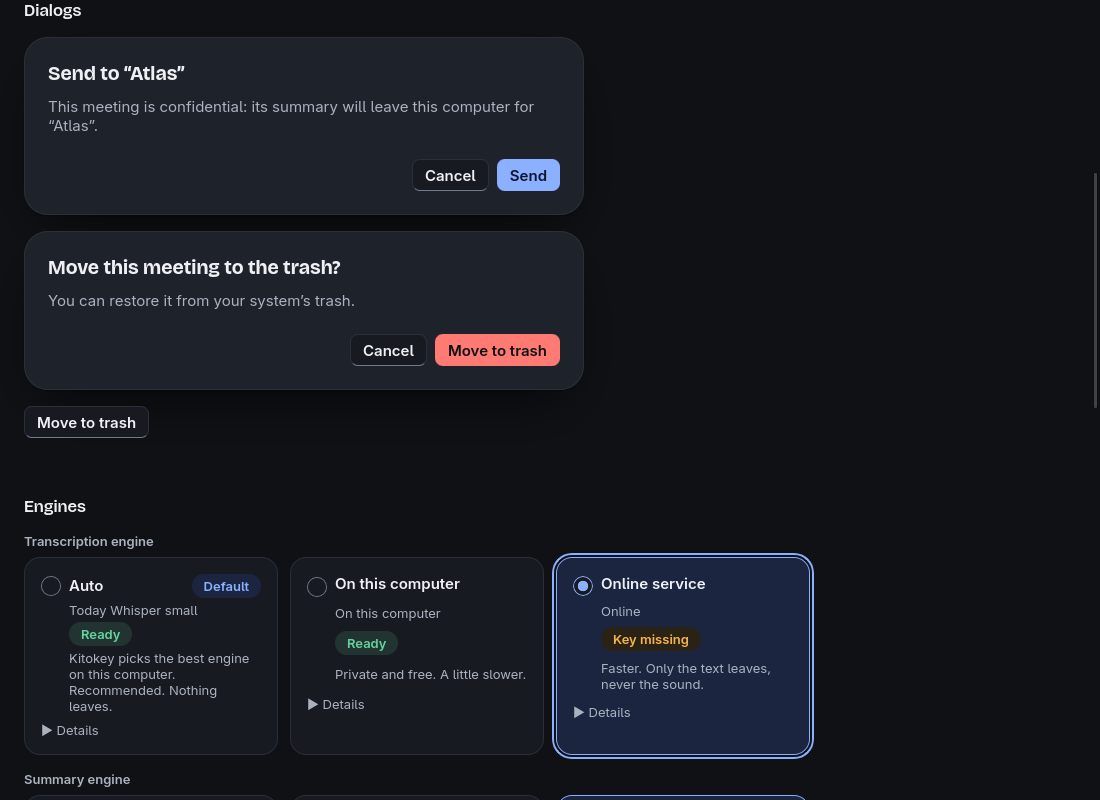 Dialogs
Send to “Atlas”
This meeting is confidential: its summary will leave this computer for
“Atlas”.
Cancel
Send
Move this meeting to the trash?
You can restore it from your system’s trash.
Cancel
Move to trash
Move to trash
Engines
Transcription engine
Auto
Default
Today Whisper small
Ready
Kitokey picks the best engine
on this computer.
Recommended. Nothing
leaves.
▶ Details
On this computer
On this computer
Ready
Private and free. A little slower.
▶ Details
Online service
Online
Key missing
Faster. Only the text leaves,
never the sound.
▶ Details
Summary engine